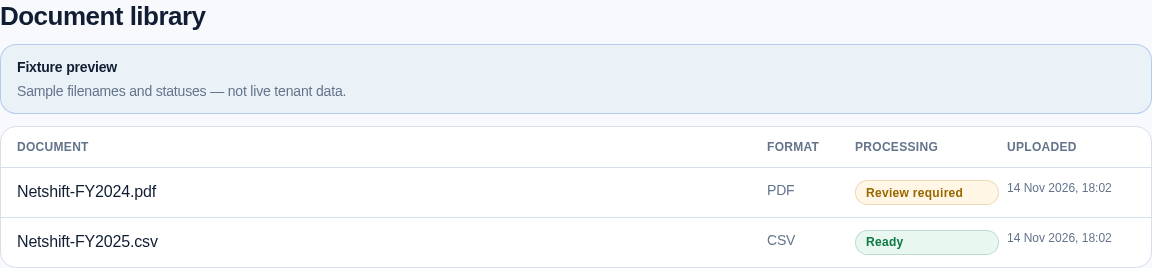 Document library
Fixture preview
Sample filenames and statuses — not live tenant data.
DOCUMENT FORMAT PROCESSING UPLOADED
Netshift-FY2024.pdf PDF Review required 14 Nov 2026, 18:02
Netshift-FY2025.csv CSV Ready 14 Nov 2026, 18:02